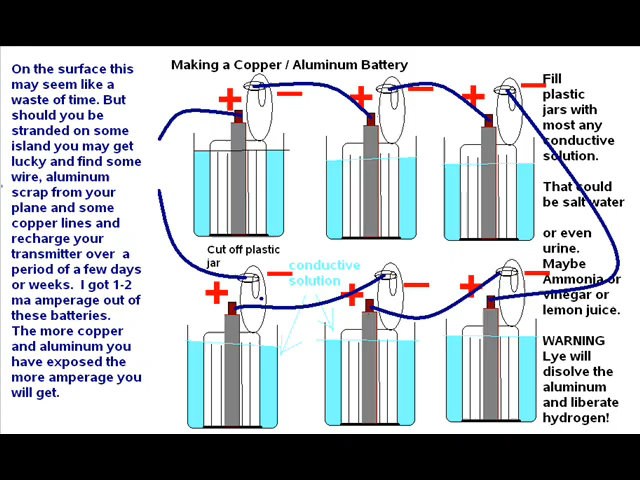 Making a Copper / Aluminum Battery
On the surface this
may seem like a
waste of time. But
should you be
stranded on some
island you may get
lucky and find some
wire, aluminum
scrap from your
plane and some
copper lines and
recharge your
transmitter over a
period of a few days
or weeks. I got 1-2
ma amperage out of
these batteries.
The more copper
and aluminum you
have exposed the
more amperage you
will get.
+ − + − + −
Fill
plastic
jars with
most any
conductive
solution.
That could
be salt water
or even
urine.
Maybe
Ammonia or
vinegar or
lemon juice.
WARNING
Lye will
disolve the
aluminum
and liberate
hydrogen!
Cut off plastic
jar
conductive
solution
+ − + − + −